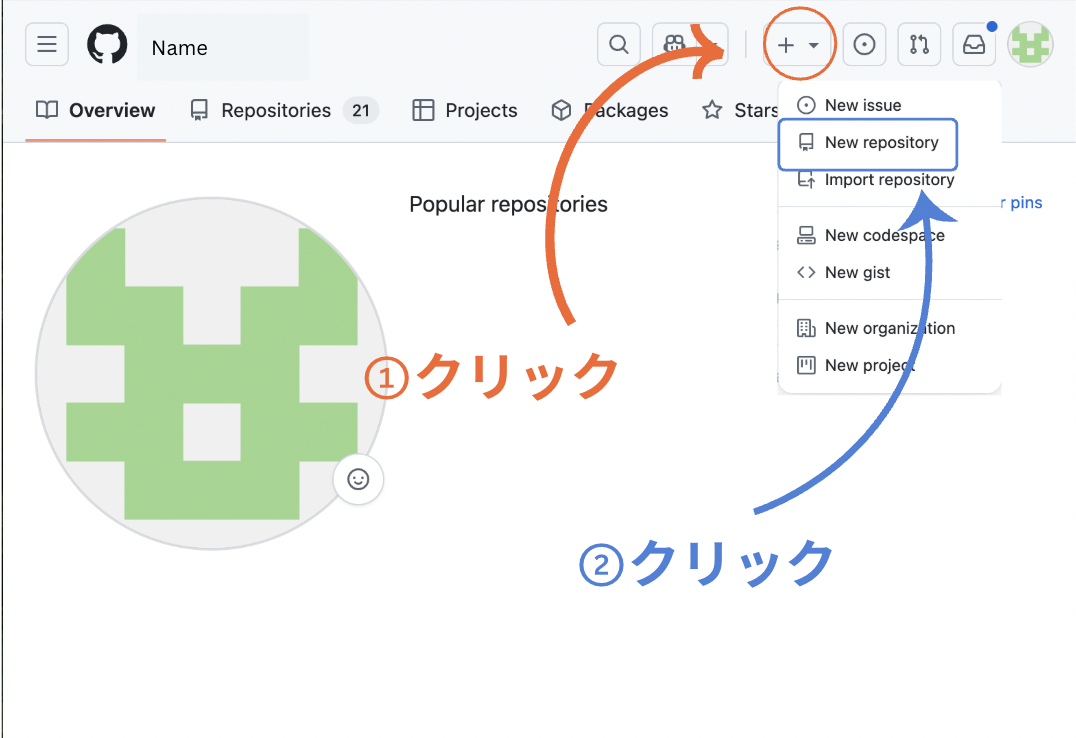 Name
Overview
Repositories 21
Projects
Packages
Stars
New issue
New repository
Import repository
New codespace
New gist
New organization
New project
Popular repositories
pins
①クリック
②クリック